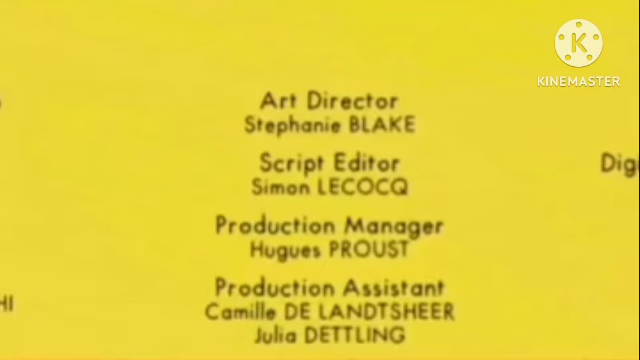 K
KINEMASTER
Art Director
Stephanie BLAKE
Script Editor
Simon LECOCQ
Production Manager
Hugues PROUST
Production Assistant
Camille DE LANDTSHEER
Julia DETTLING